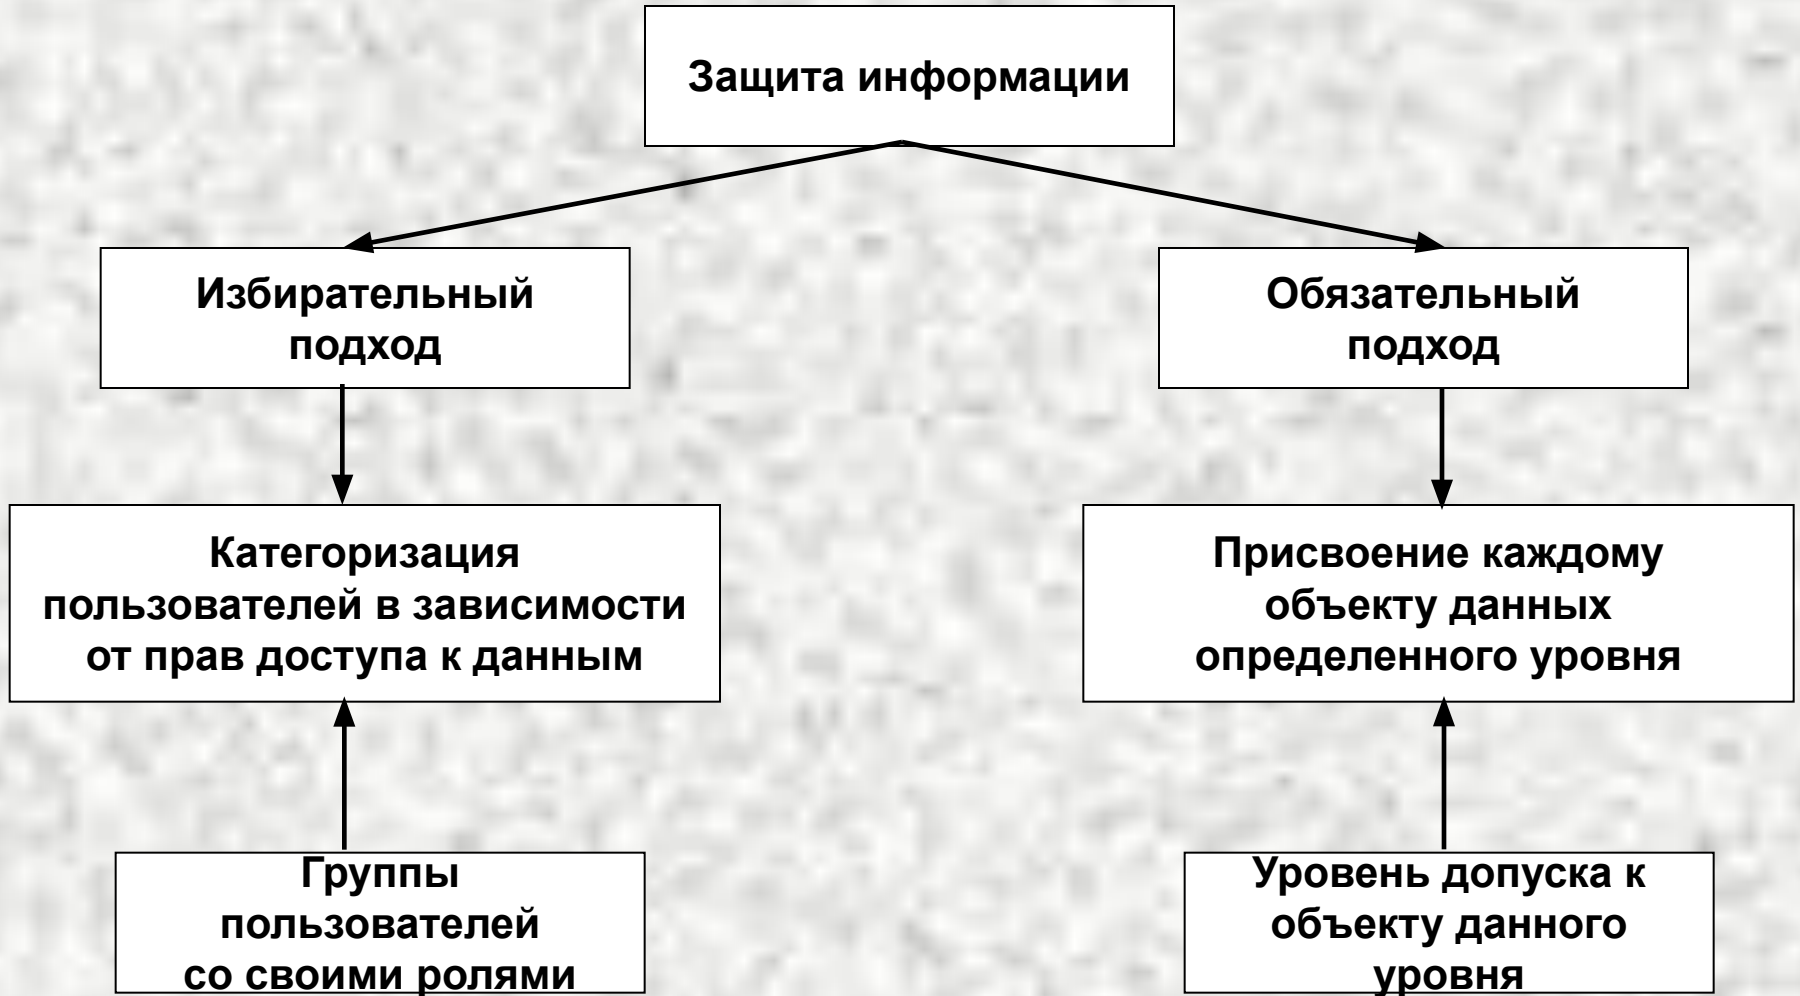 Защита информации
Избирательный
подход
Обязательный
подход
Категоризация
пользователей в зависимости
от прав доступа к данным
Присвоение каждому
объекту данных
определенного уровня
Группы
пользователей
со своими ролями
Уровень допуска к
объекту данного
уровня